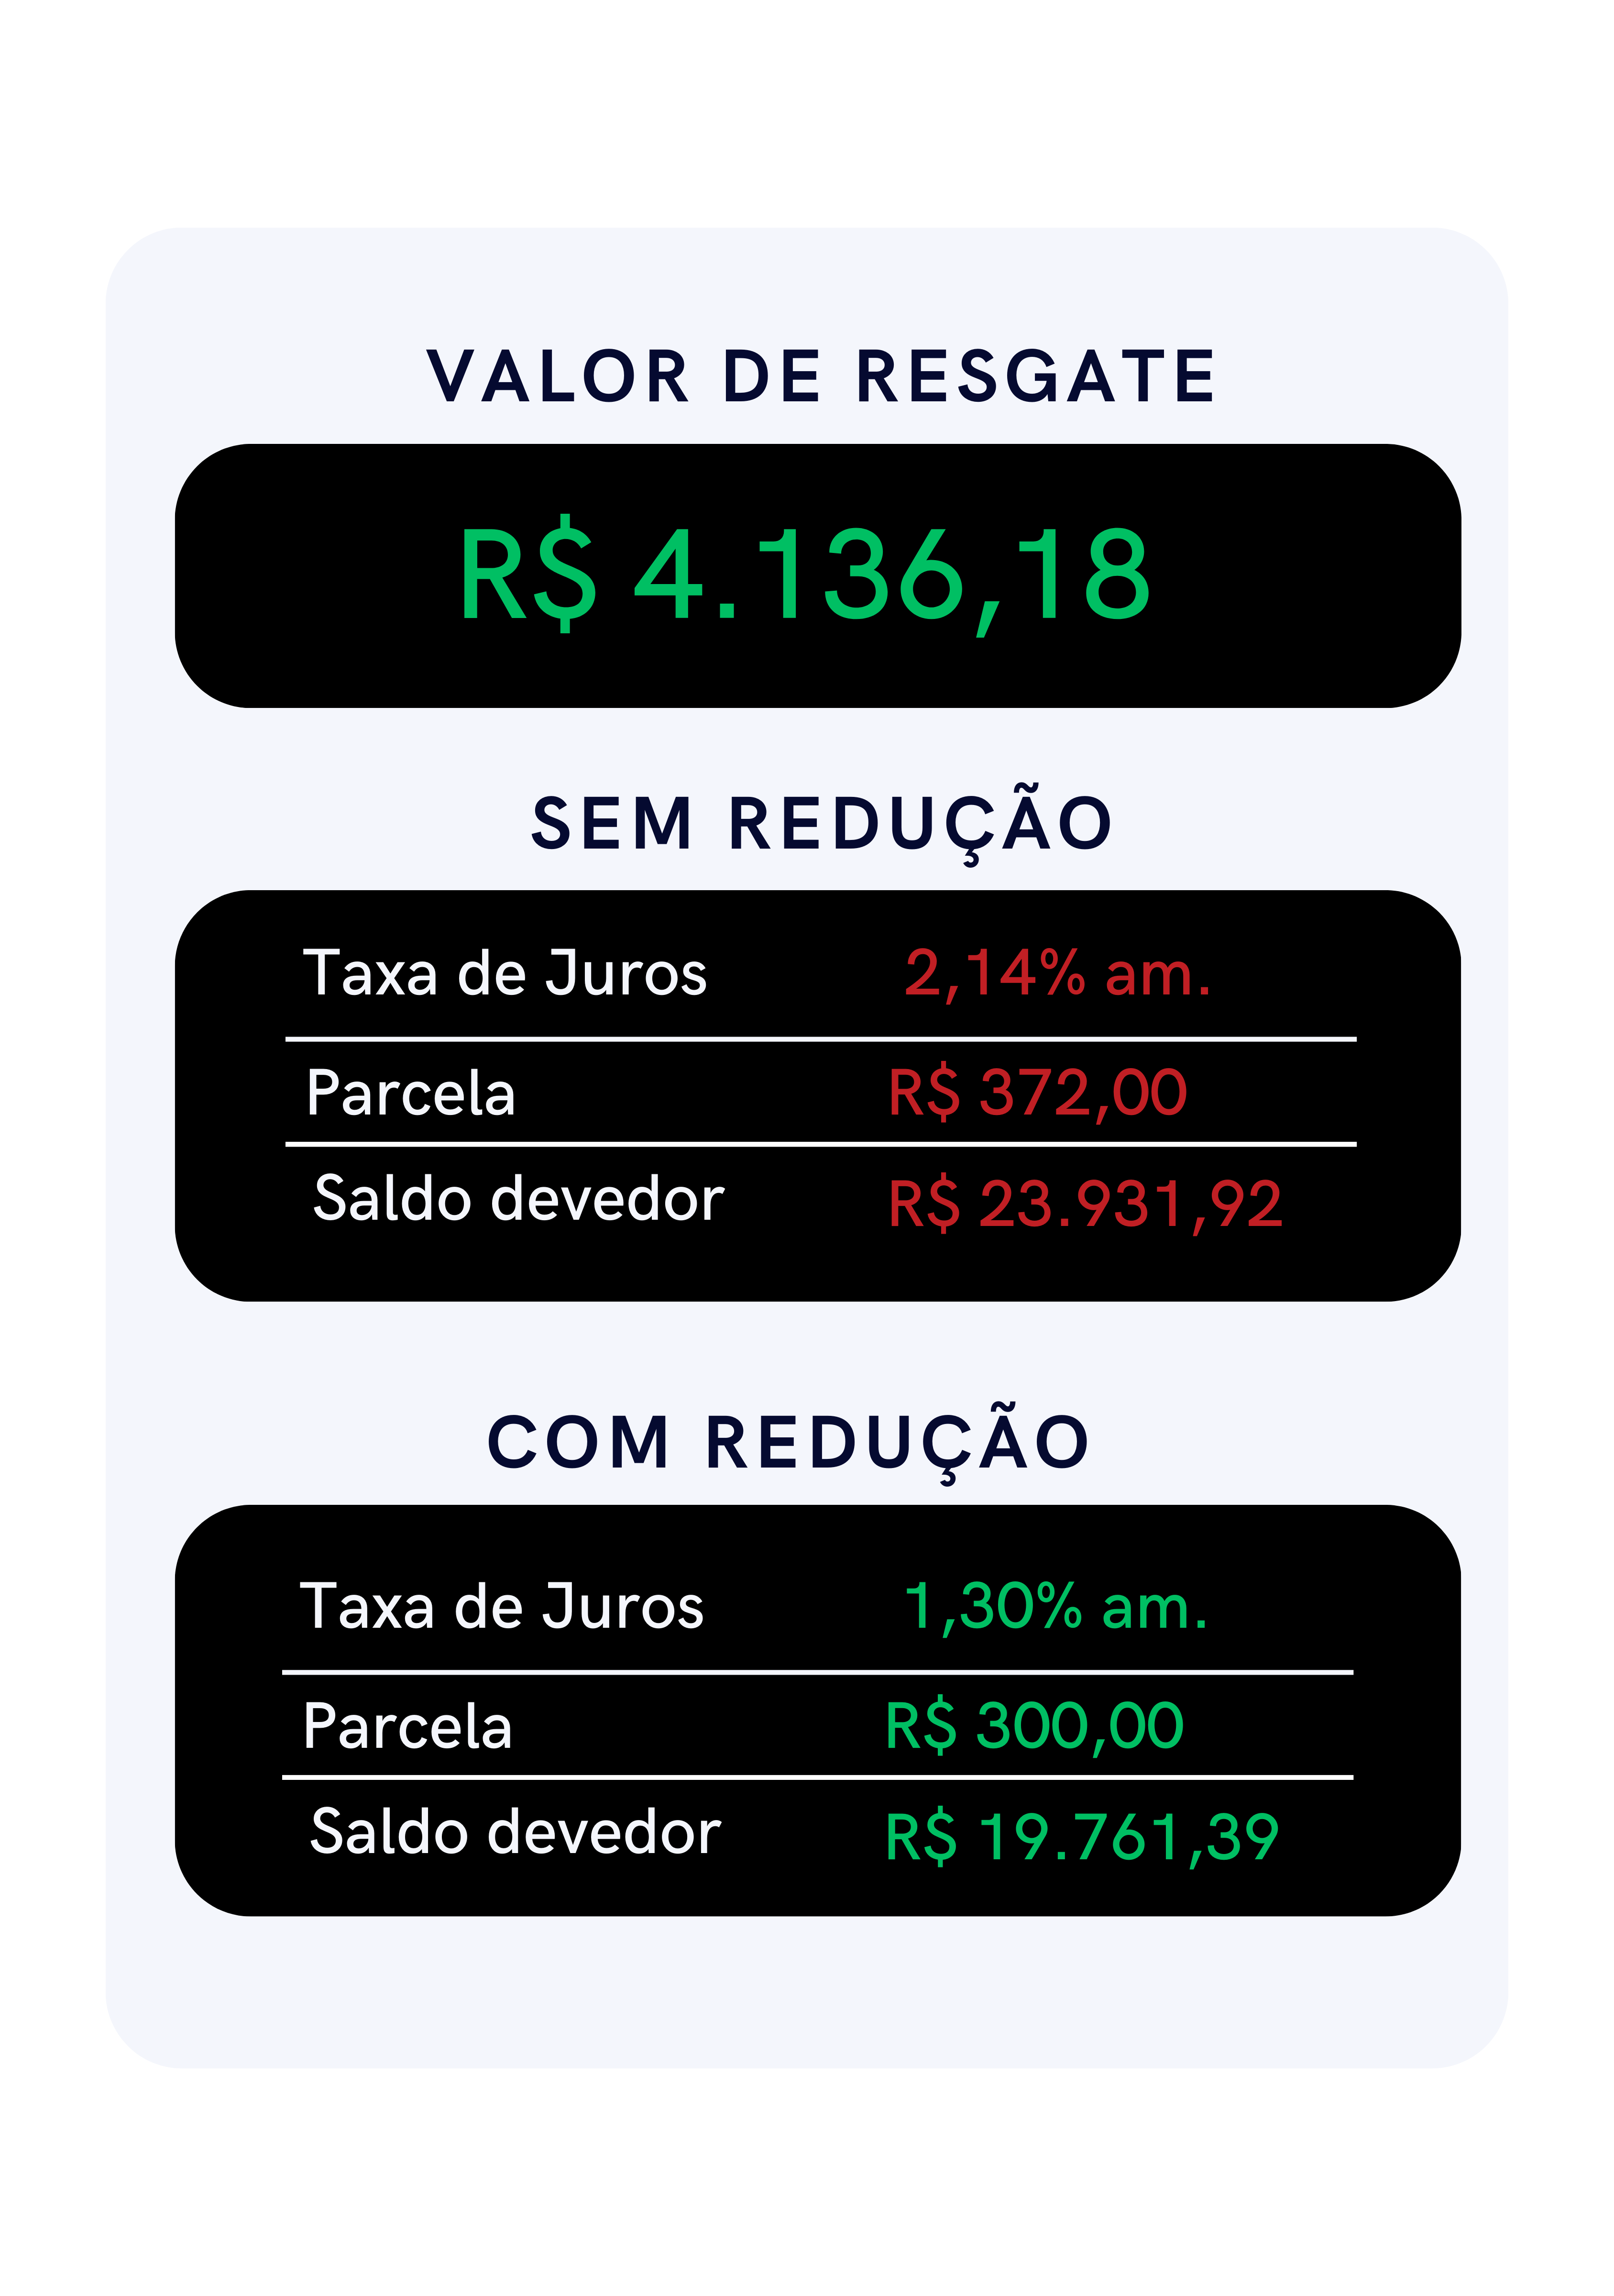 VALOR DE RESGATE
R$ 4.136,18
SEM REDUÇÃO
Taxa de Juros 2,14% am.
Parcela R$ 372,00
Saldo devedor R$ 23.931,92
COM REDUÇÃO
Taxa de Juros 1,30% am.
Parcela R$ 300,00
Saldo devedor R$ 19.761,39